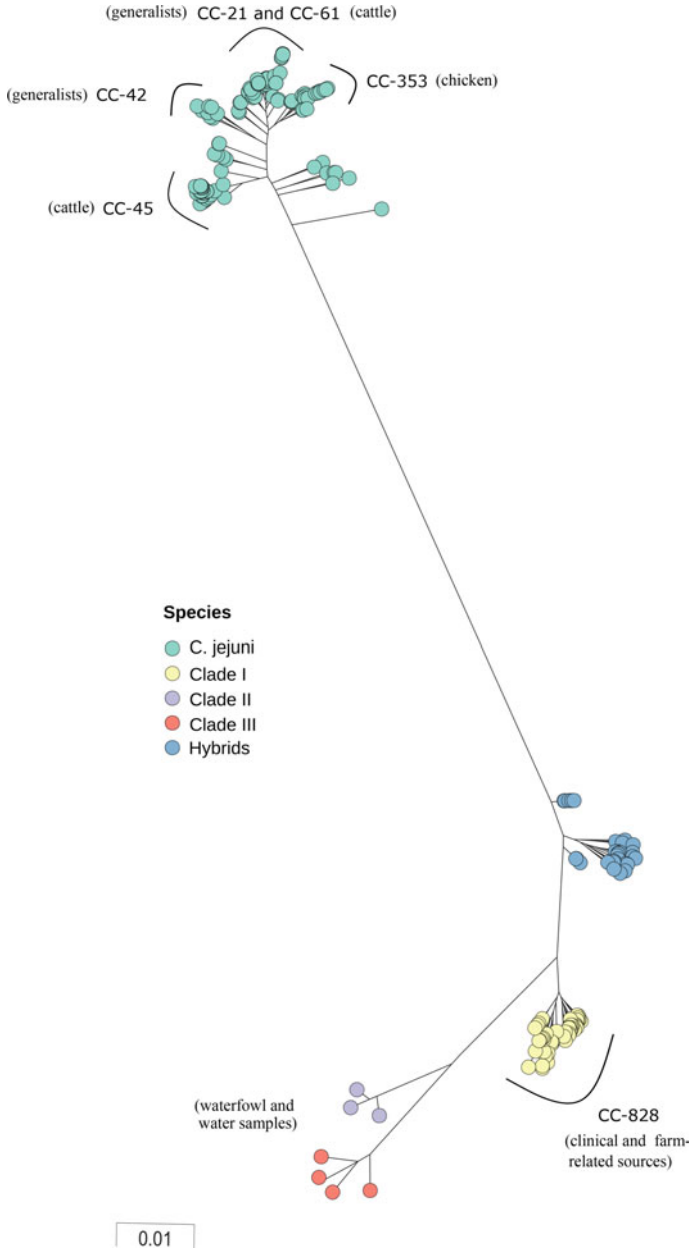 (generalists) CC-21 and CC-61 (cattle)
CC-353 (chicken)
(generalists) CC-42
(cattle) CC-45
Species
C. jejuni
Clade I
Clade II
Clade III
Hybrids
(waterfowl and
water samples)
CC-828
(clinical and farm-
related sources)
0.01